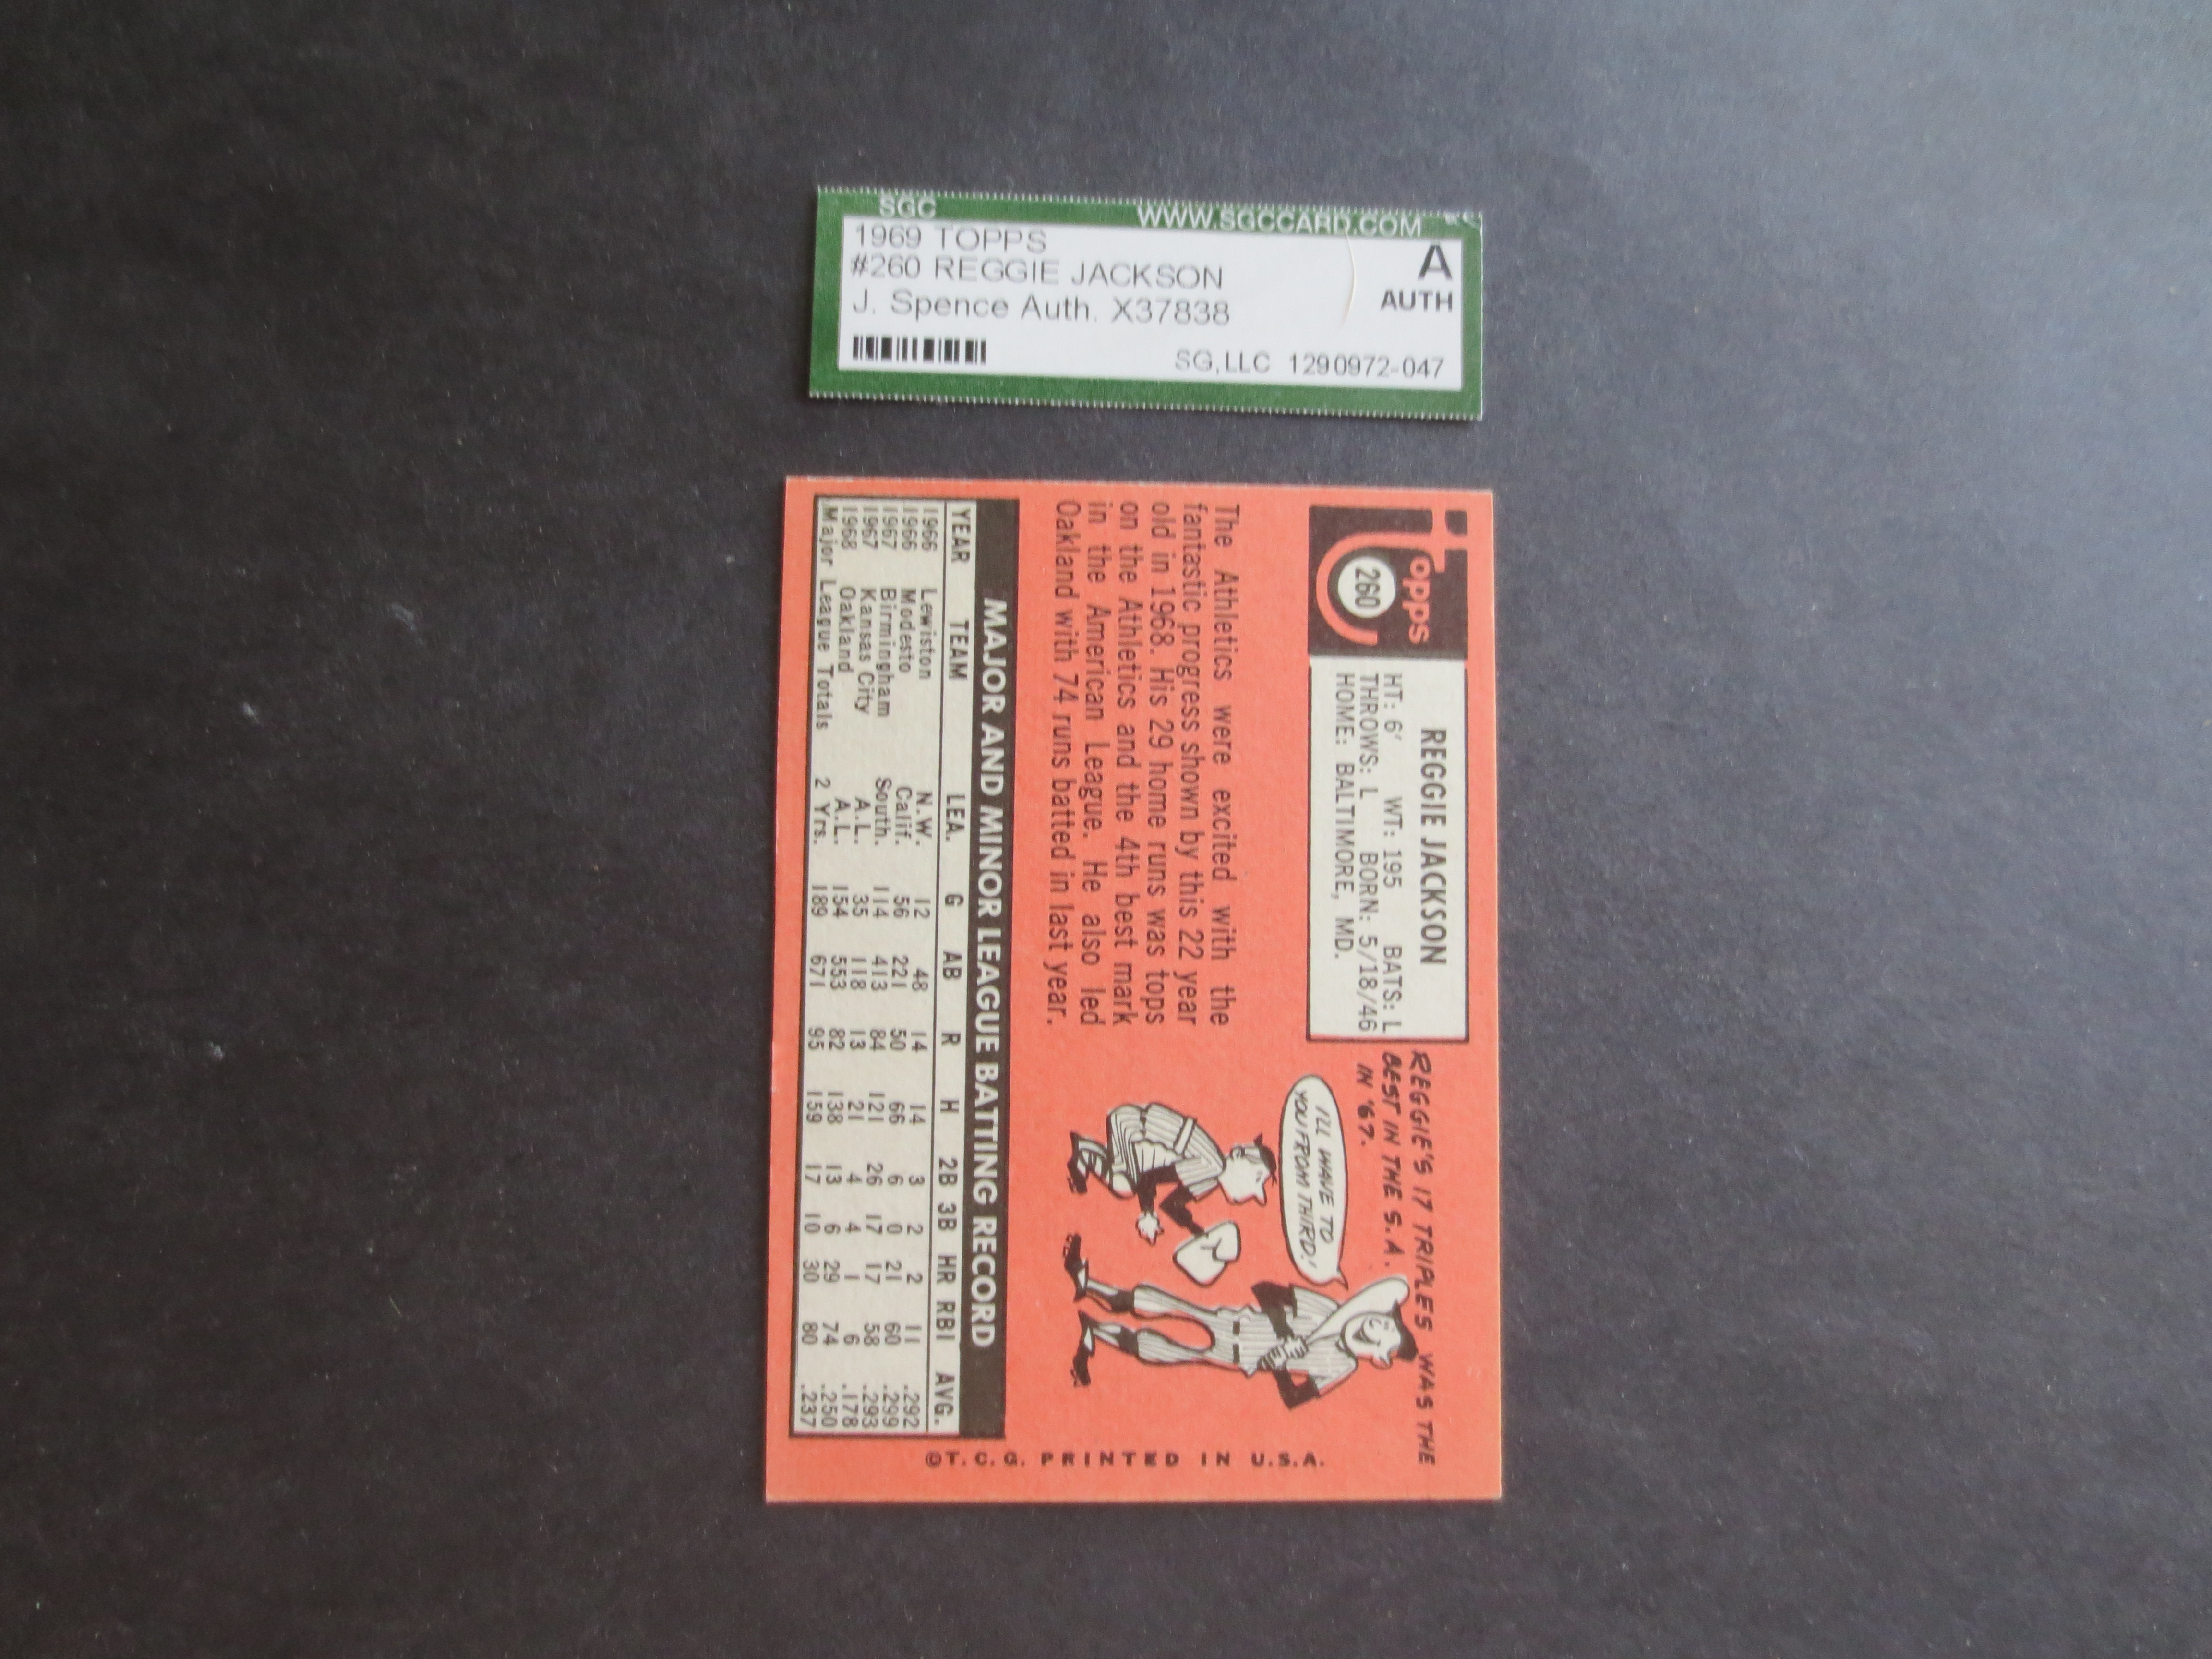 SGC WWW.SGCCARD.COM
1969 TOPPS
#260 REGGIE JACKSON
J. Spence Auth. X37838
A
AUTH
SG,LLC 1290972-047
Topps
260
REGGIE JACKSON
HT: 6' WT: 195 BATS: L
THROWS: L BORN: 5/18/46
HOME: BALTIMORE, MD.
REGGIE'S 17 TRIPLES WAS THE
BEST IN THE S.A.
IN '67.
I'LL WAVE TO
YOU FROM THIRD!
The Athletics were excited with the
fantastic progress shown by this 22 year
old in 1968. His 29 home runs was tops
on the Athletics and the 4th best mark
in the American League. He also led
Oakland with 74 runs batted in last year.
MAJOR AND MINOR LEAGUE BATTING RECORD
YEAR TEAM LEA. G AB R H 2B 3B HR RBI AVG.
1966 Lewiston N.W. 12 48 14 14 3 2 2 11 .292
1966 Modesto Calif. 56 221 50 66 6 0 21 60 .299
1967 Birmingham South. 114 413 84 121 26 17 17 58 .293
1967 Kansas City A.L. 35 118 13 21 4 4 1 6 .178
1968 Oakland A.L. 154 553 82 138 13 6 29 74 .250
Major League Totals 2 Yrs. 189 671 95 159 17 10 30 80 .237
©T.C.G. PRINTED IN U.S.A.